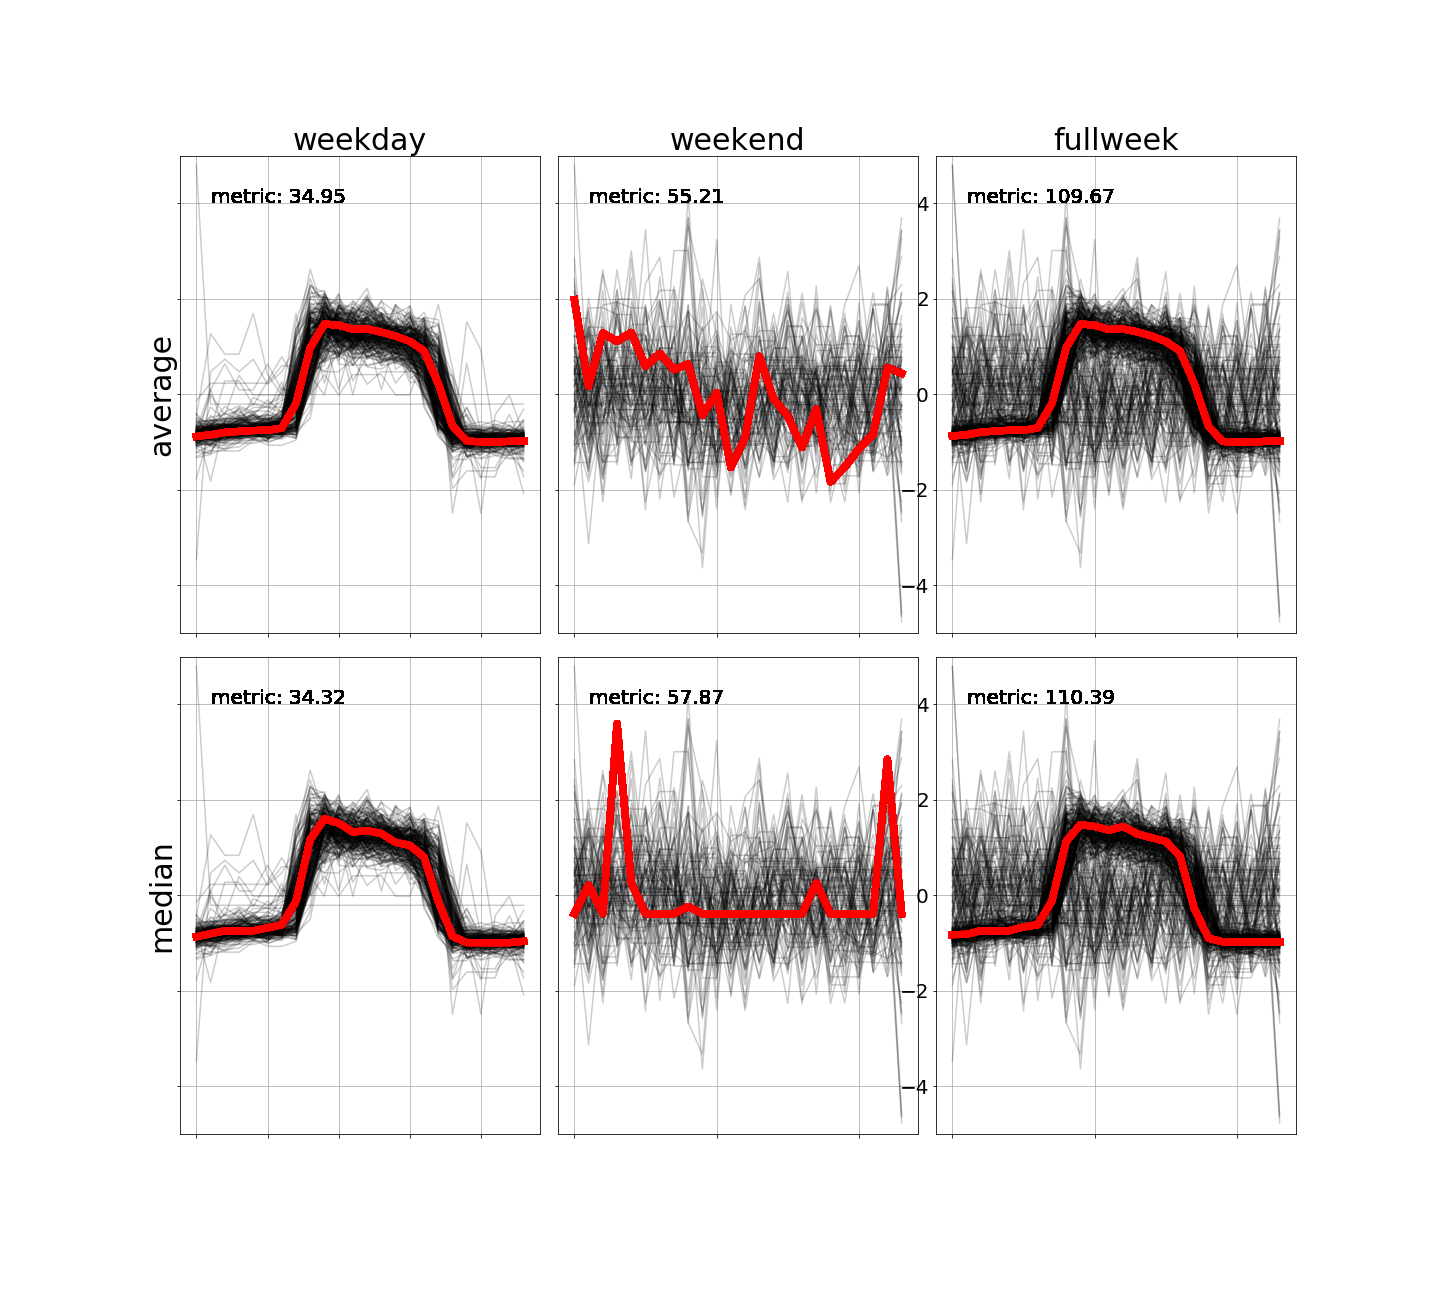 weekday weekend fullweek
average
metric: 34.95
metric: 55.21
metric: 109.67
4
2
0
−2
−4
median
metric: 34.32
metric: 57.87
metric: 110.39
4
2
0
−2
−4